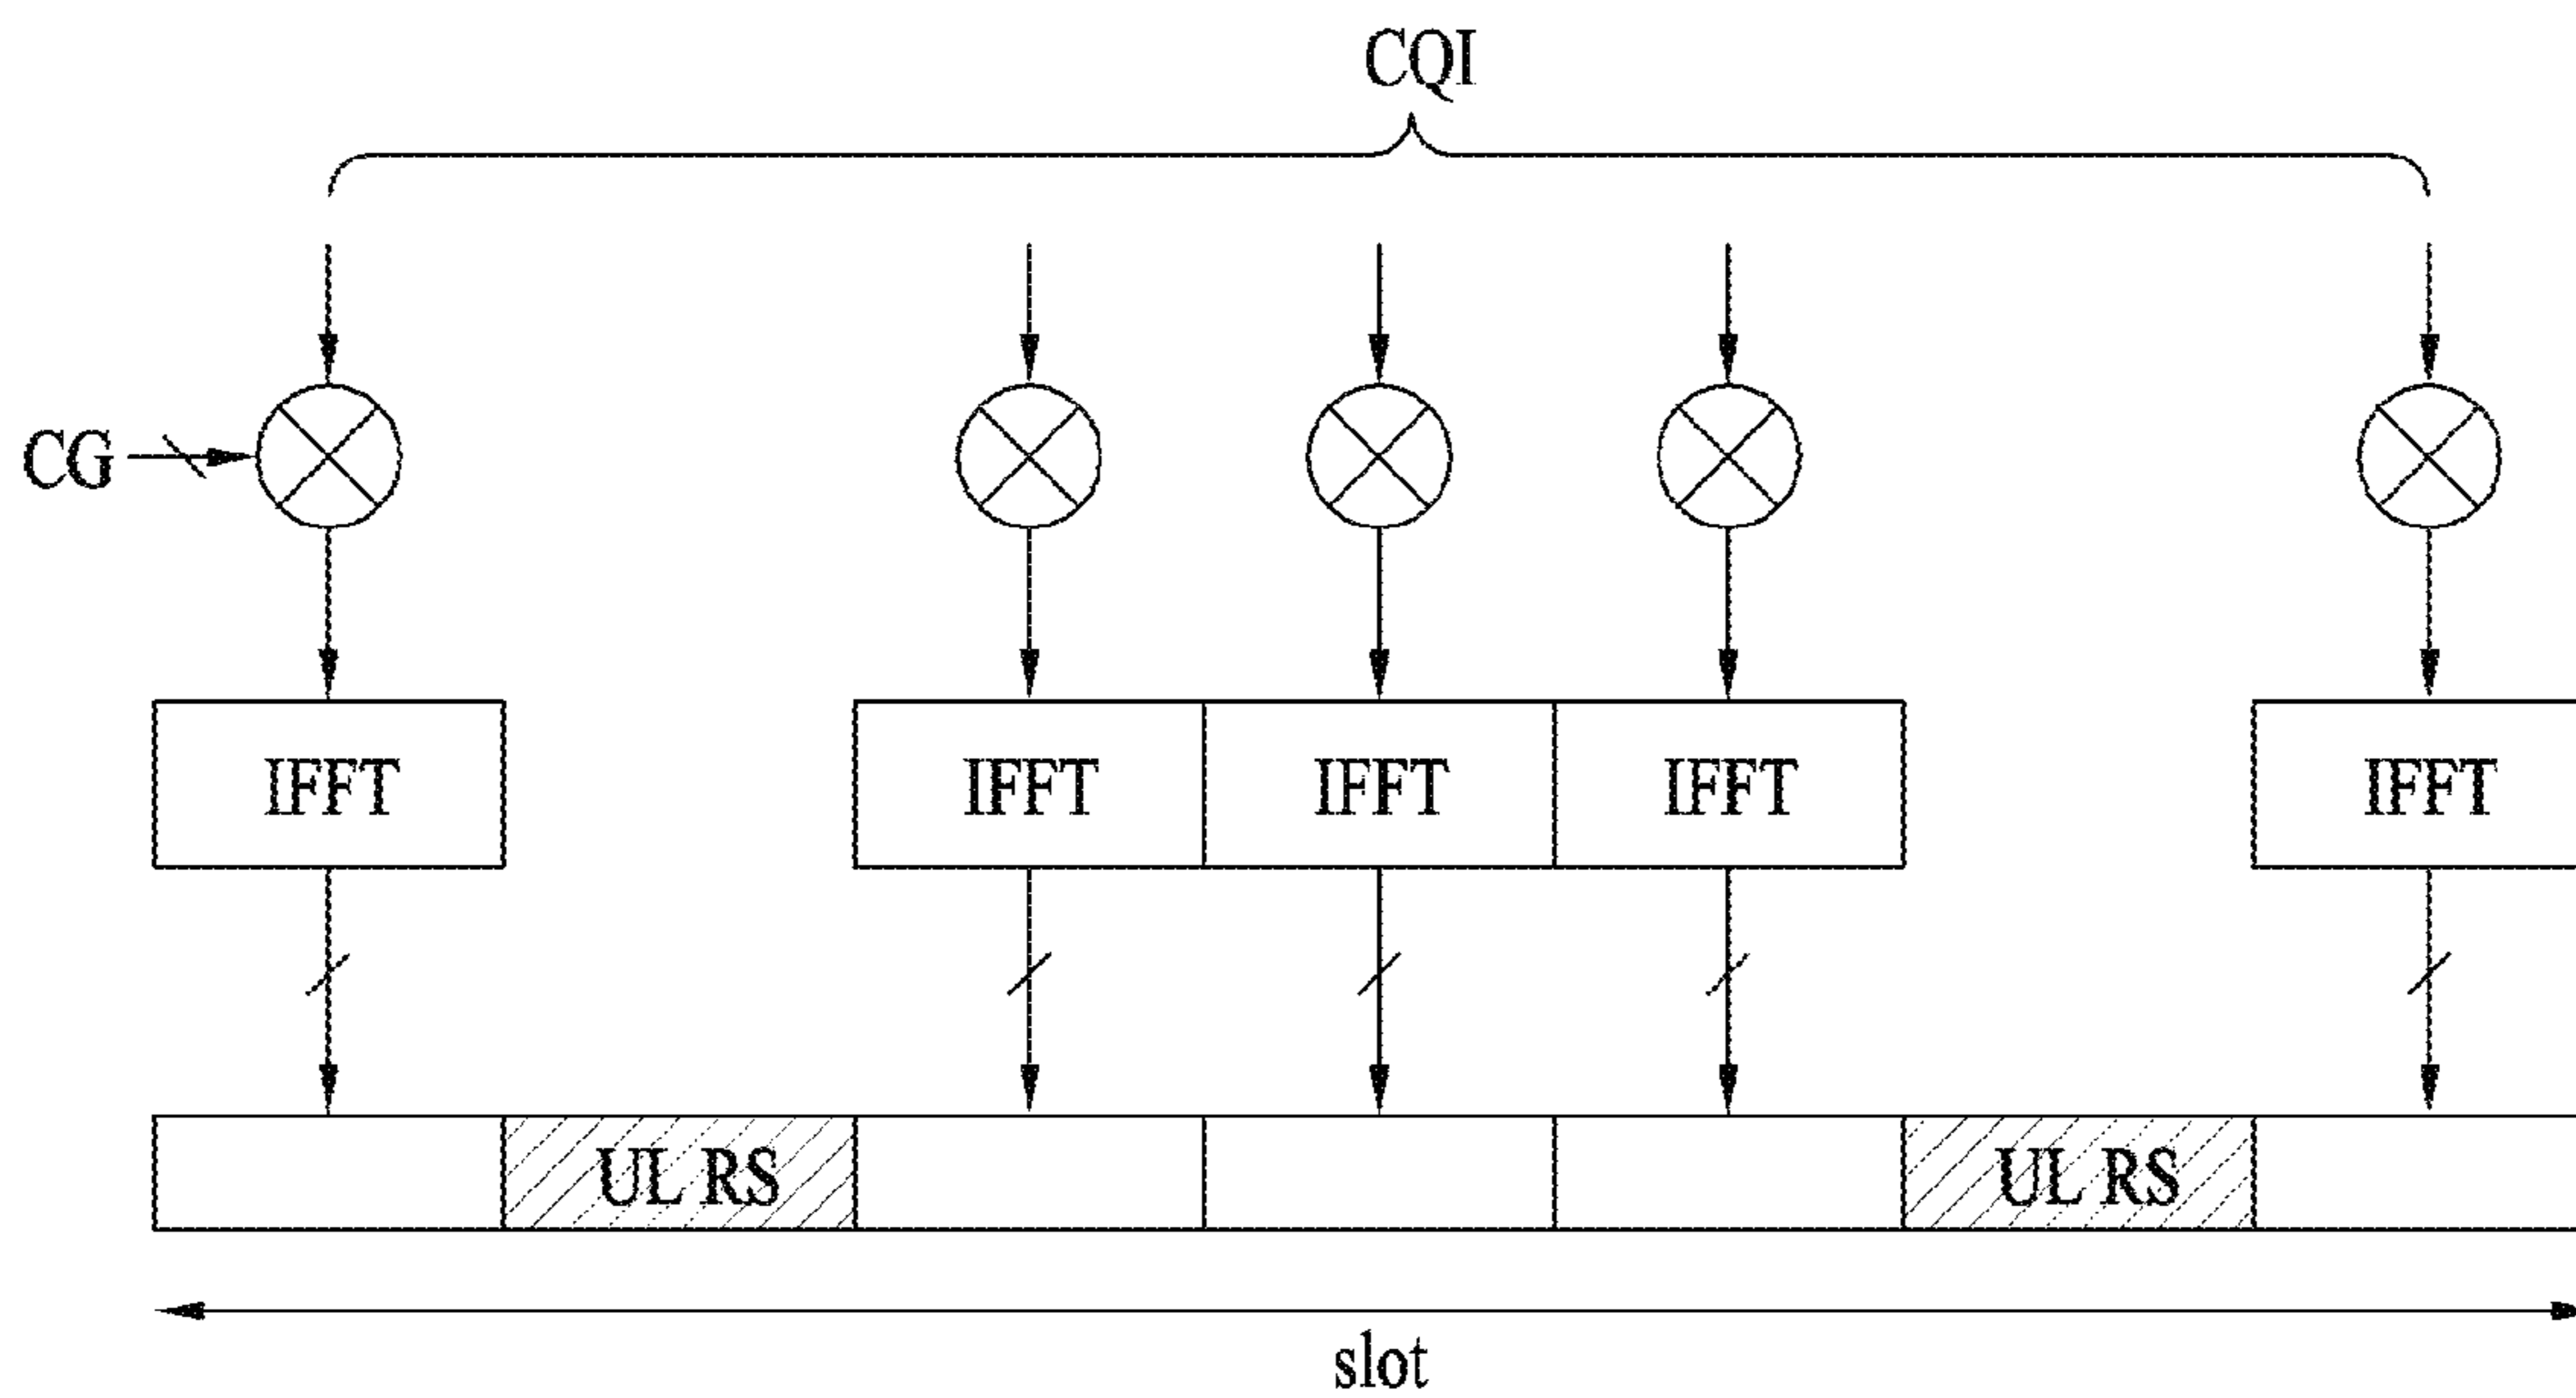 CQI
CG
IFFT IFFT IFFT IFFT IFFT
UL RS UL RS
slot